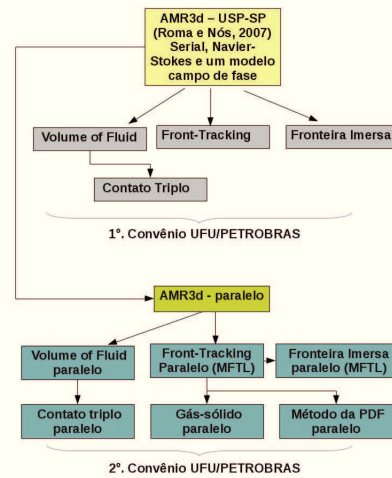 AMR3d – USP-SP
(Roma e Nós, 2007)
Serial, Navier-
Stokes e um modelo
campo de fase
Volume of Fluid
Front-Tracking
Fronteira Imersa
Contato Triplo
1º. Convênio UFU/PETROBRAS
AMR3d - paralelo
Volume of Fluid
paralelo
Front-Tracking
Paralelo (MFTL)
Fronteira Imersa
paralelo (MFTL)
Contato triplo
paralelo
Gás-sólido
paralelo
Método da PDF
paralelo
2º. Convênio UFU/PETROBRAS